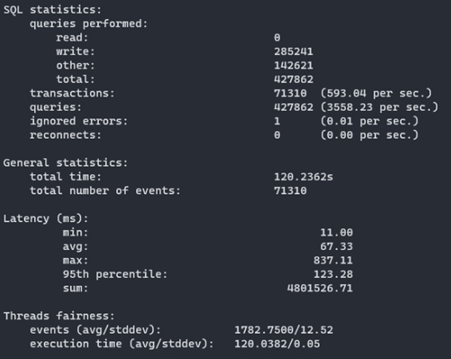 SQL statistics:
queries performed:
read: 0
write: 285241
other: 142621
total: 427862
transactions: 71310 (593.04 per sec.)
queries: 427862 (3558.23 per sec.)
ignored errors: 1 (0.01 per sec.)
reconnects: 0 (0.00 per sec.)
General statistics:
total time: 120.2362s
total number of events: 71310
Latency (ms):
min: 11.00
avg: 67.33
max: 837.11
95th percentile: 123.28
sum: 4801526.71
Threads fairness:
events (avg/stddev): 1782.7500/12.52
execution time (avg/stddev): 120.0382/0.05